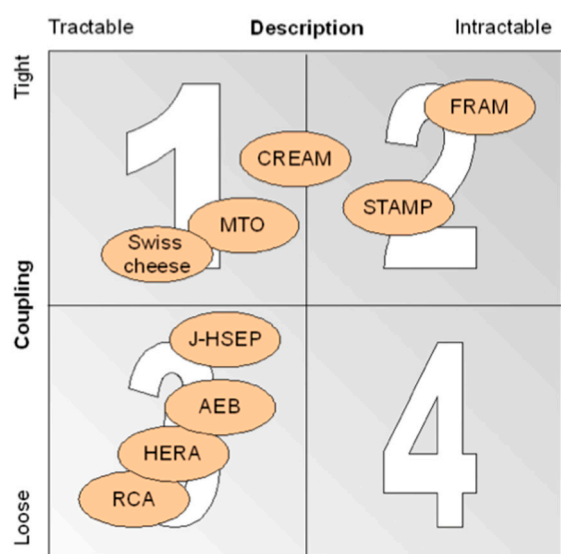 Tractable Description Intractable
Tight
Coupling
Loose
1
2
FRAM
CREAM
STAMP
MTO
Swiss
cheese
3
J-HSEP
AEB
HERA
RCA
4